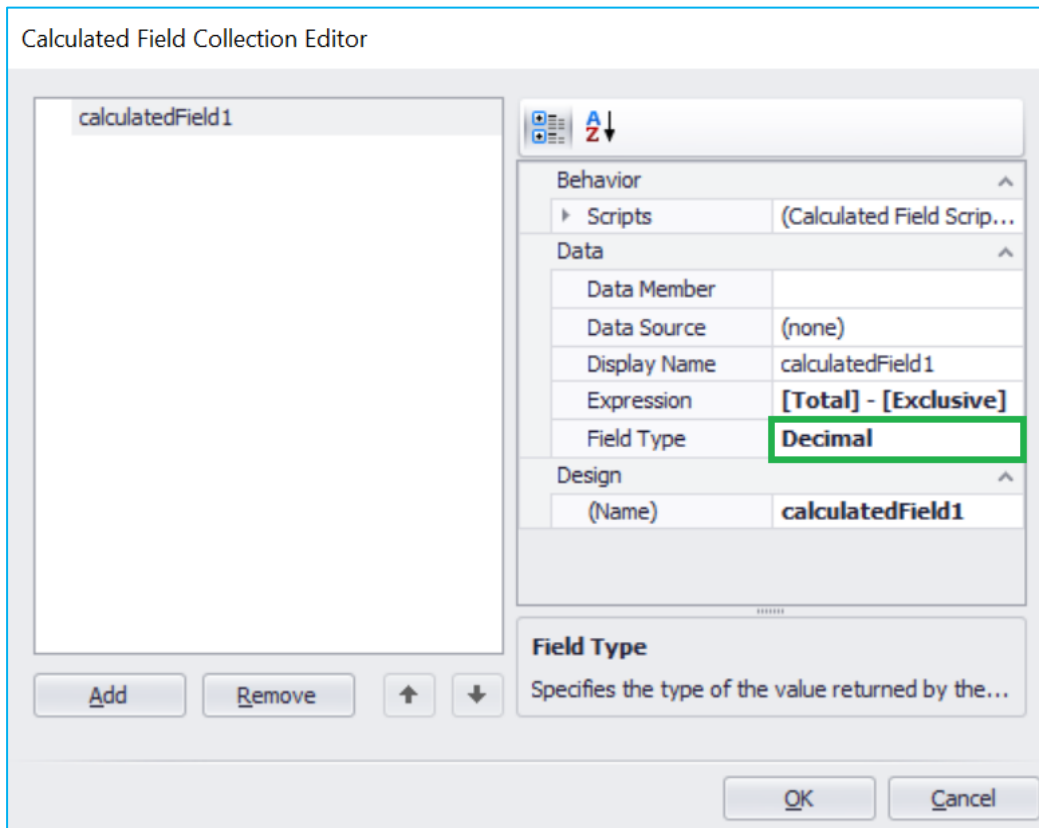 Calculated Field Collection Editor
calculatedField1
AZ
Behavior
Scripts (Calculated Field Scrip...
Data
Data Member
Data Source (none)
Display Name calculatedField1
Expression [Total] - [Exclusive]
Field Type Decimal
Design
(Name) calculatedField1
Field Type
Specifies the type of the value returned by the...
Add Remove
OK Cancel